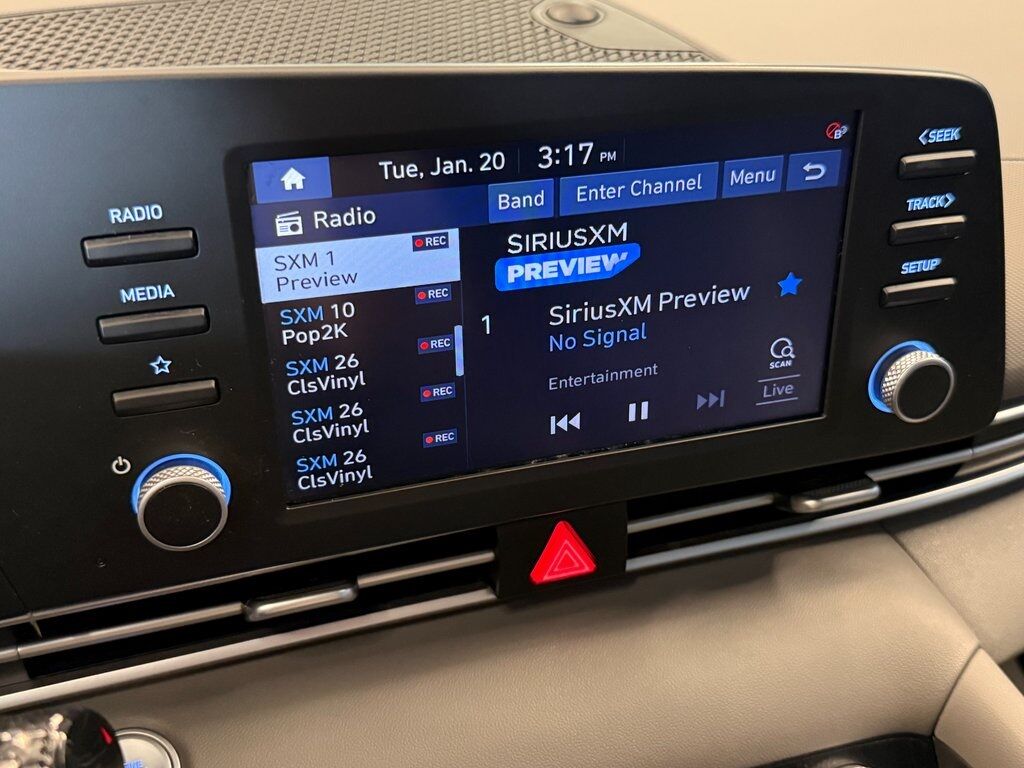 RADIO
MEDIA
Tue, Jan. 20
3:17 PM
Radio
Band
Enter Channel
Menu
SXM 1
Preview
REC
SXM 10
Pop2K
REC
SXM 26
ClsVinyl
REC
SXM 26
ClsVinyl
REC
SXM 26
ClsVinyl
REC
SIRIUSXM
PREVIEW
1
SiriusXM Preview
No Signal
Entertainment
SCAN
Live
SEEK
TRACK
SETUP